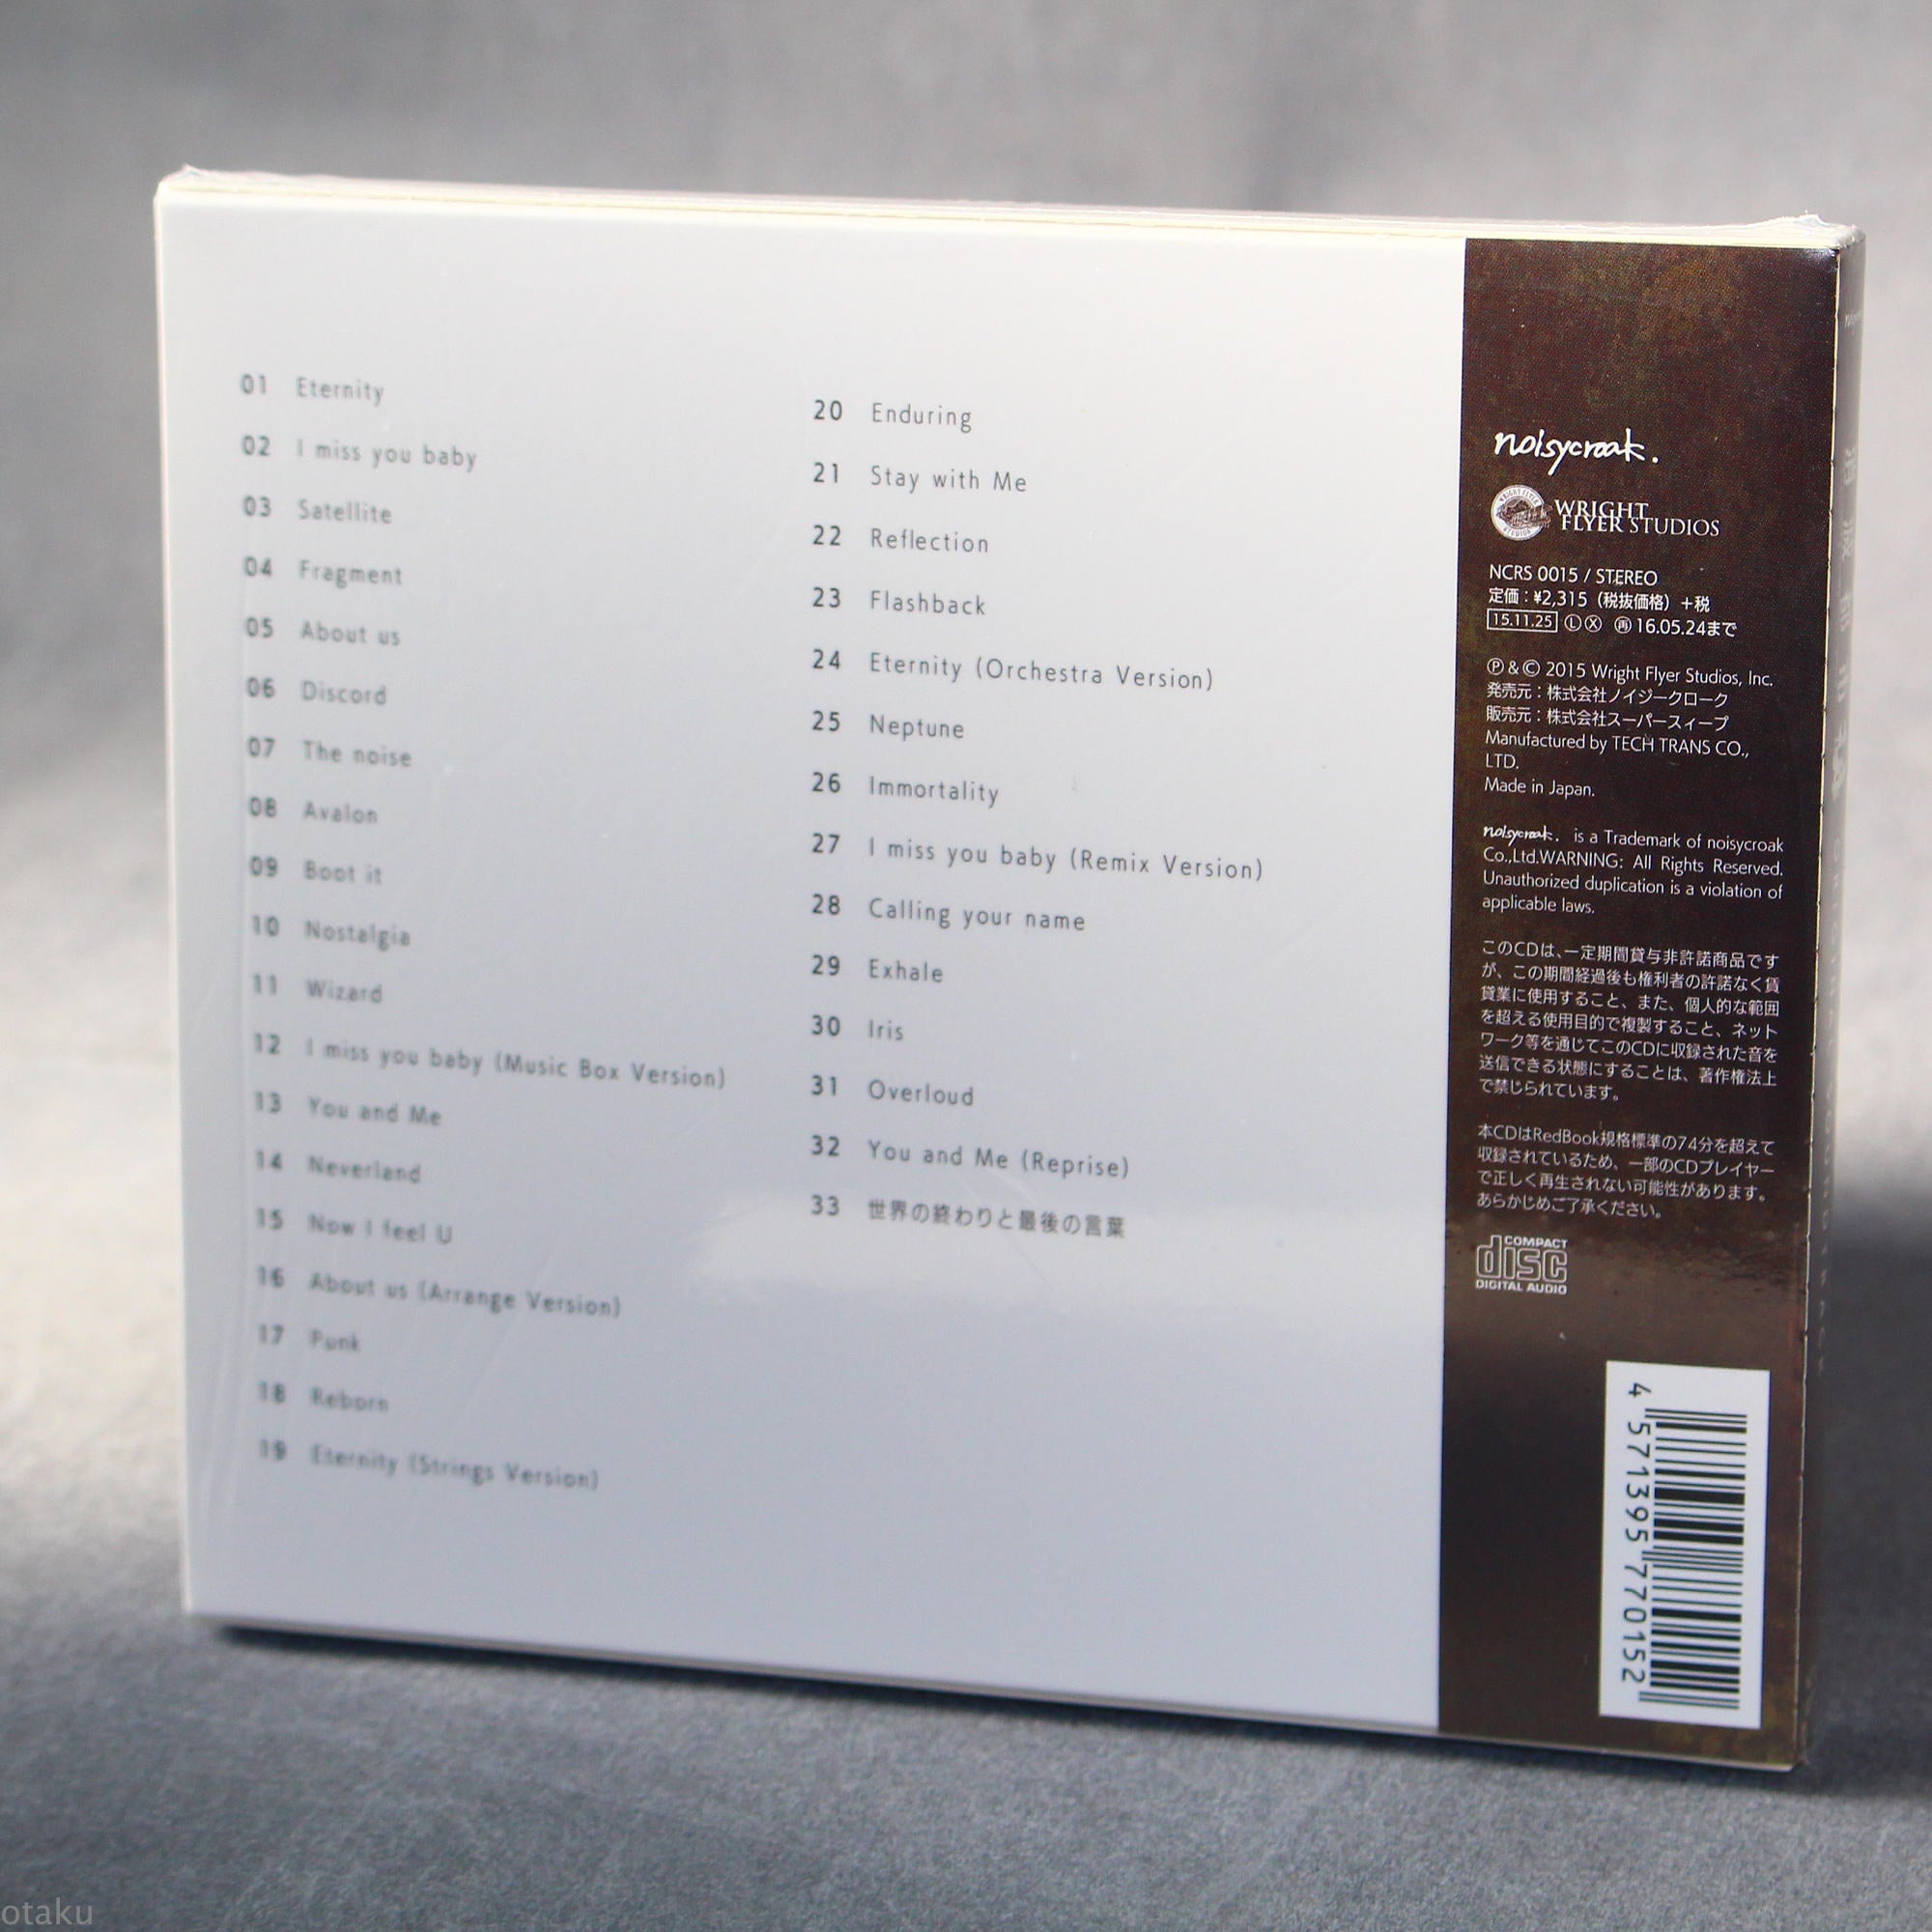 01 Eternity
02 I miss you baby
03 Satellite
04 Fragment
05 About us
06 Discord
07 The noise
08 Avalon
09 Boot it
10 Nostalgia
11 Wizard
12 I miss you baby (Music Box Version)
13 You and Me
14 Neverland
15 Now I feel U
16 About us (Arrange Version)
17 Punk
18 Reborn
19 Eternity (Strings Version)
20 Enduring
21 Stay with Me
22 Reflection
23 Flashback
24 Eternity (Orchestra Version)
25 Neptune
26 Immortality
27 I miss you baby (Remix Version)
28 Calling your name
29 Exhale
30 Iris
31 Overloud
32 You and Me (Reprise)
33 世界の終わりと最後の言葉
noisycroak.
WRIGHT
FLYER STUDIOS
NCRS 0015 / STEREO
定価：¥2,315（税抜価格）+税
15.11.25 Ⓛ Ⓧ ㊢16.05.24まで
Ⓟ & © 2015 Wright Flyer Studios, Inc.
発売元：株式会社ノイジークローク
販売元：株式会社スーパースィープ
Manufactured by TECH TRANS CO.,
LTD.
Made in Japan.
noisycroak. is a Trademark of noisycroak
Co.,Ltd.WARNING: All Rights Reserved.
Unauthorized duplication is a violation of
applicable laws.
このCDは、一定期間貸与非許諾商品です
が、この期間経過後も権利者の許諾なく賃
貸業に使用すること、また、個人的な範囲
を超える使用目的で複製すること、ネット
ワーク等を通じてこのCDに収録された音を
送信できる状態にすることは、著作権法上
で禁じられています。
本CDはRedBook規格標準の74分を超えて
収録されているため、一部のCDプレイヤー
で正しく再生されない可能性があります。
あらかじめご了承ください。
COMPACT
disc
DIGITAL AUDIO
4 571395 770152
otaku